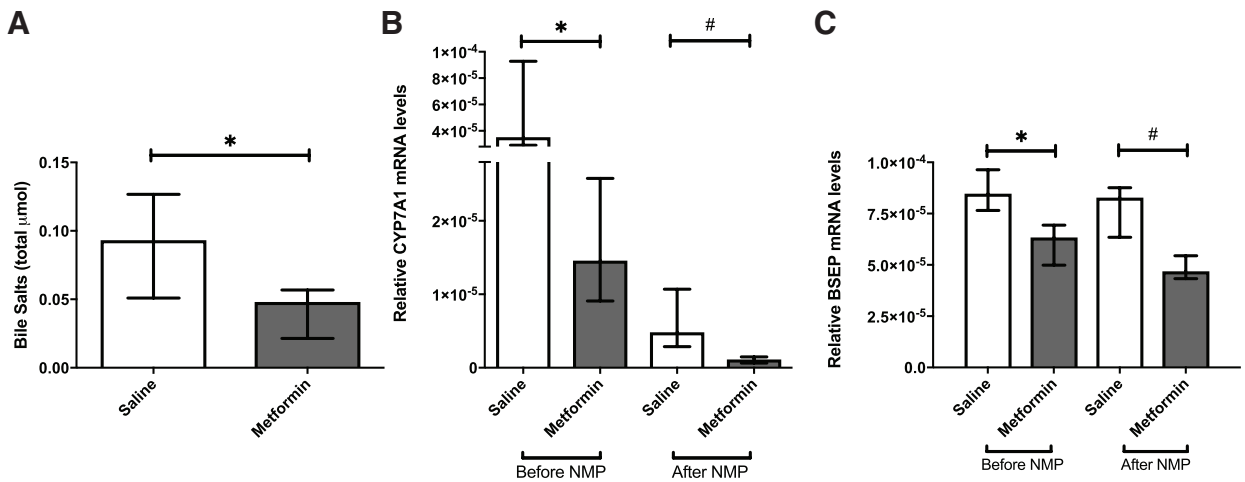 A
*
Bile Salts (total μmol)
0.15
0.10
0.05
0.00
Saline
Metformin
B
*
#
Relative CYP7A1 mRNA levels
1×10⁻⁴
8×10⁻⁵
6×10⁻⁵
4×10⁻⁵
2×10⁻⁵
1×10⁻⁵
0
Saline
Metformin
Saline
Metformin
Before NMP
After NMP
C
*
#
Relative BSEP mRNA levels
1.0×10⁻⁴
7.5×10⁻⁵
5.0×10⁻⁵
2.5×10⁻⁵
0.0
Saline
Metformin
Saline
Metformin
Before NMP
After NMP